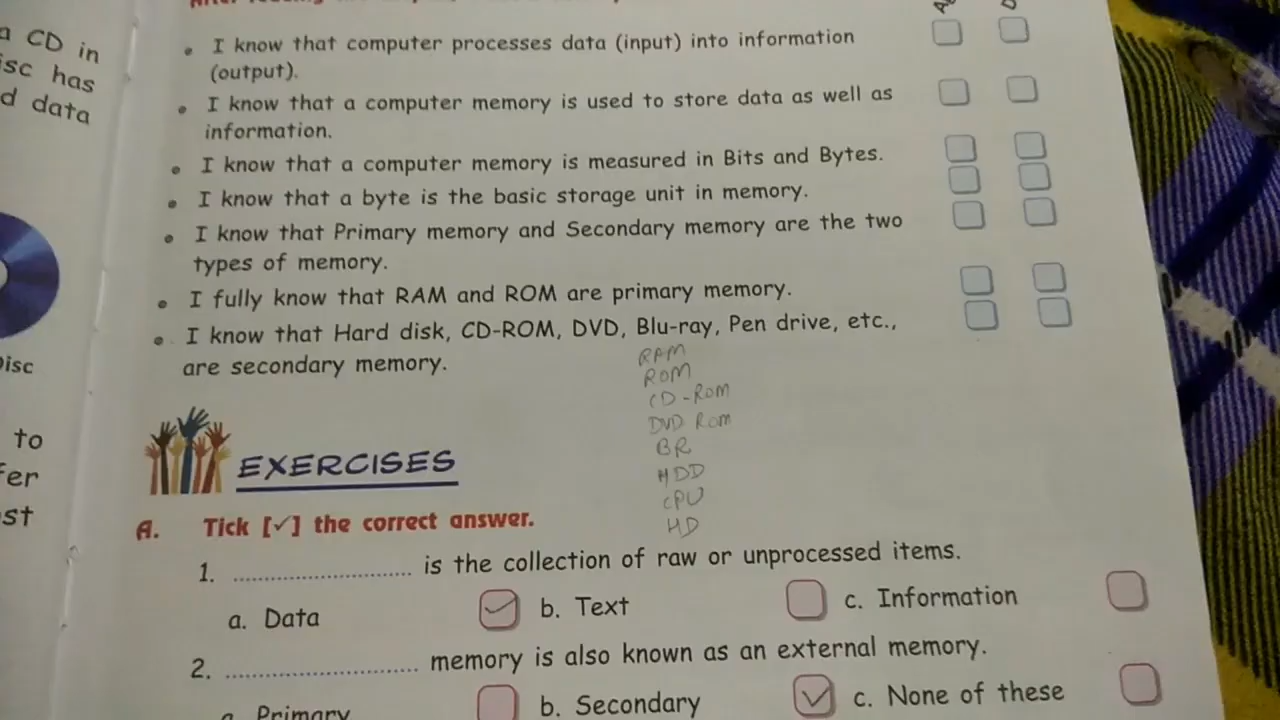 a CD in
isc has
d data
Disc
to
fer
st
• I know that computer processes data (input) into information
(output).
• I know that a computer memory is used to store data as well as
information.
• I know that a computer memory is measured in Bits and Bytes.
• I know that a byte is the basic storage unit in memory.
• I know that Primary memory and Secondary memory are the two
types of memory.
• I fully know that RAM and ROM are primary memory.
• I know that Hard disk, CD-ROM, DVD, Blu-ray, Pen drive, etc.,
are secondary memory.
RAM
ROM
CD-ROM
DVD Rom
BR
HDD
CPU
HD
EXERCISES
A. Tick [✓] the correct answer.
1. .............................. is the collection of raw or unprocessed items.
a. Data ✓ b. Text c. Information
2. .............................. memory is also known as an external memory.
a. Primary b. Secondary ✓ c. None of these